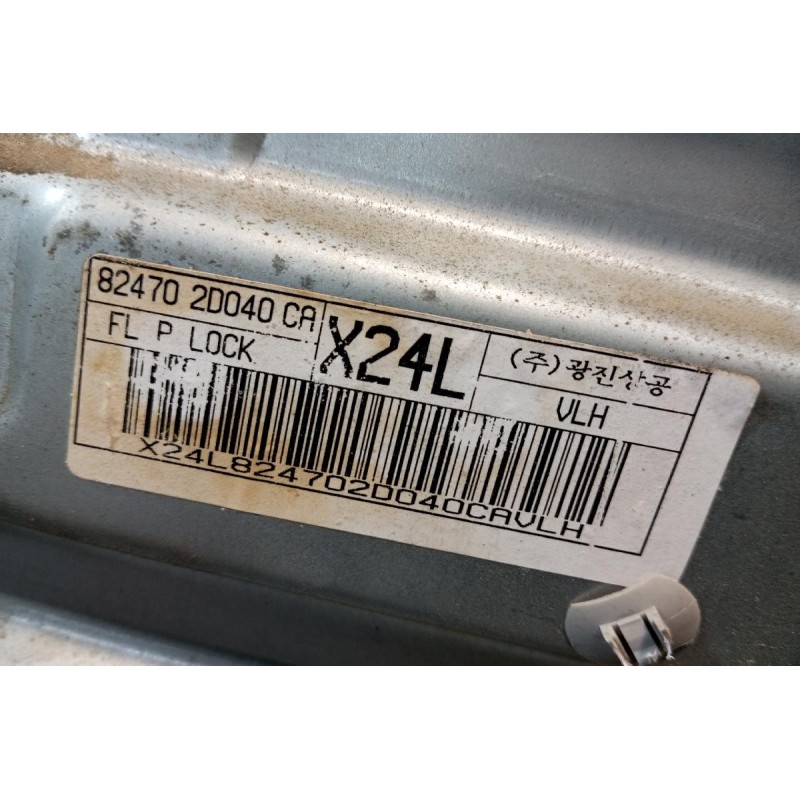 82470 2D040 CA
FL P LOCK
X24L
(주)광진상공
VLH
X24L824702D040CAVLH